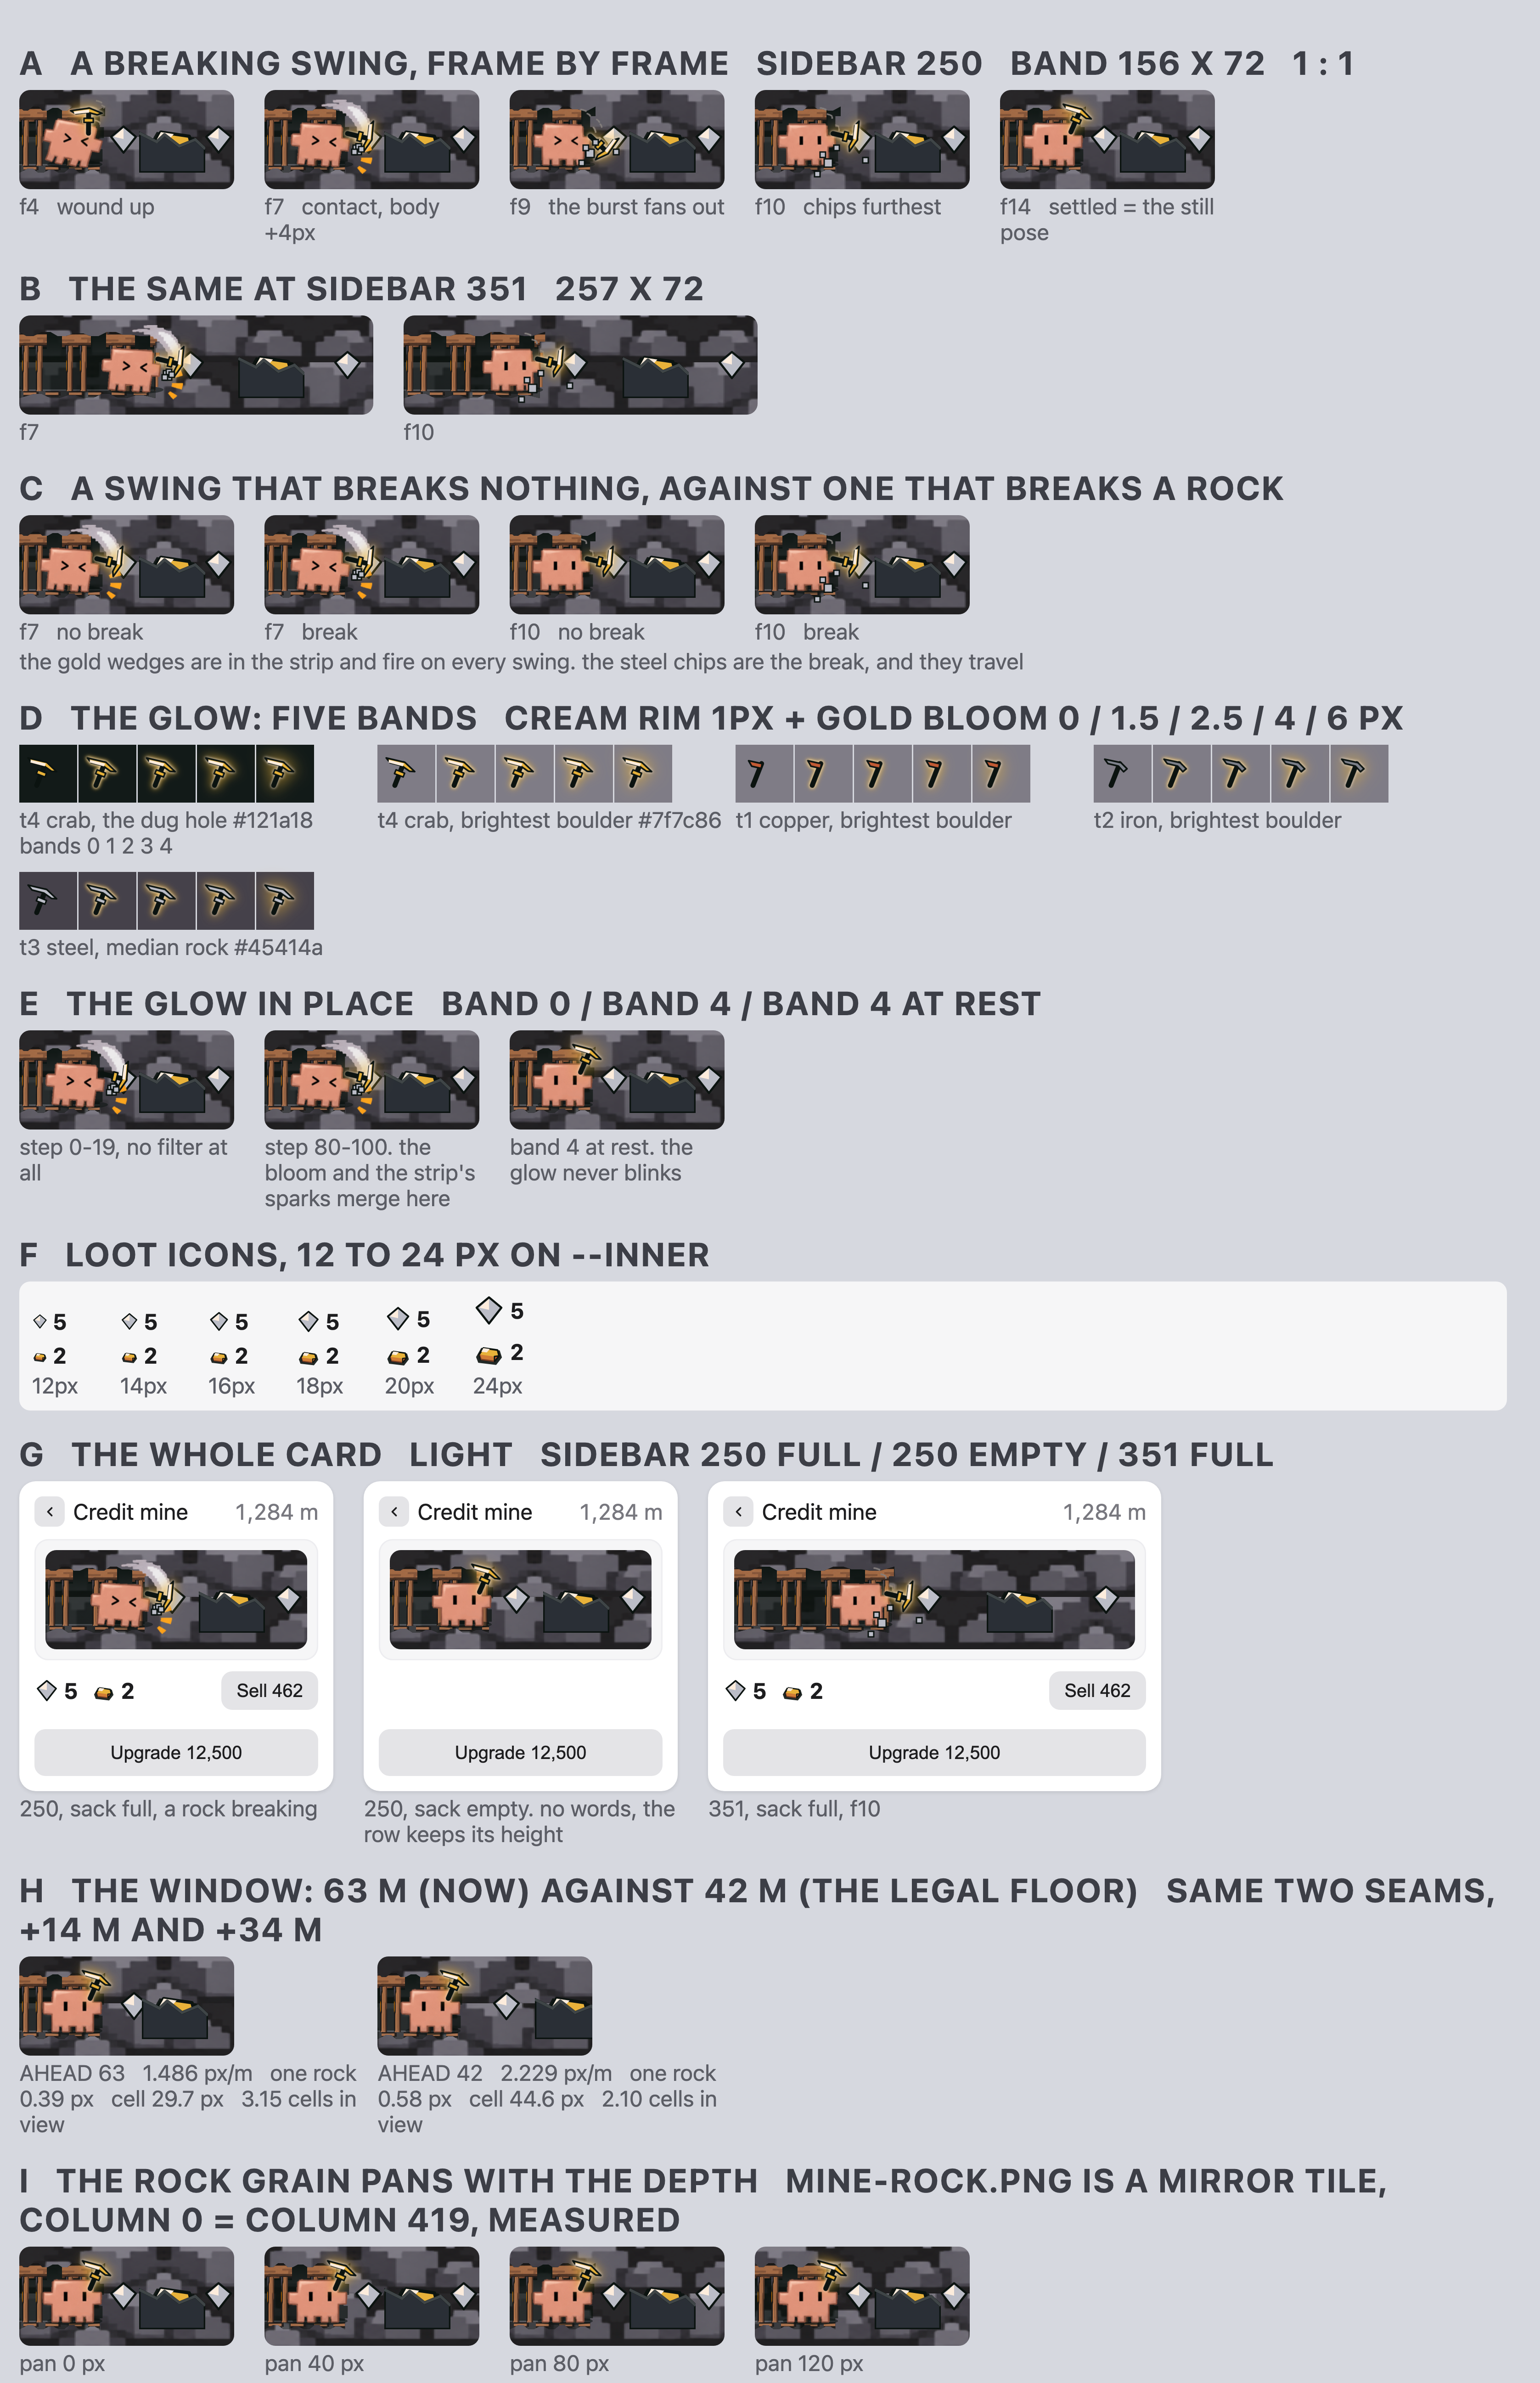 A A BREAKING SWING, FRAME BY FRAME SIDEBAR 250 BAND 156 X 72 1 : 1
f4 wound up
f7 contact, body
+4px
f9 the burst fans out
f10 chips furthest
f14 settled = the still
pose
B THE SAME AT SIDEBAR 351 257 X 72
f7
f10
C A SWING THAT BREAKS NOTHING, AGAINST ONE THAT BREAKS A ROCK
f7 no break
f7 break
f10 no break
f10 break
the gold wedges are in the strip and fire on every swing. the steel chips are the break, and they travel
D THE GLOW: FIVE BANDS CREAM RIM 1PX + GOLD BLOOM 0 / 1.5 / 2.5 / 4 / 6 PX
t4 crab, the dug hole #121a18
bands 0 1 2 3 4
t4 crab, brightest boulder #7f7c86
t1 copper, brightest boulder
t2 iron, brightest boulder
t3 steel, median rock #45414a
E THE GLOW IN PLACE BAND 0 / BAND 4 / BAND 4 AT REST
step 0-19, no filter at
all
step 80-100. the
bloom and the strip's
sparks merge here
band 4 at rest. the
glow never blinks
F LOOT ICONS, 12 TO 24 PX ON --INNER
5 5 5 5 5 5
2 2 2 2 2 2
12px 14px 16px 18px 20px 24px
G THE WHOLE CARD LIGHT SIDEBAR 250 FULL / 250 EMPTY / 351 FULL
Credit mine 1,284 m
5 2 Sell 462
Upgrade 12,500
250, sack full, a rock breaking
Credit mine 1,284 m
Upgrade 12,500
250, sack empty. no words, the
row keeps its height
Credit mine 1,284 m
5 2 Sell 462
Upgrade 12,500
351, sack full, f10
H THE WINDOW: 63 M (NOW) AGAINST 42 M (THE LEGAL FLOOR) SAME TWO SEAMS,
+14 M AND +34 M
AHEAD 63 1.486 px/m one rock
0.39 px cell 29.7 px 3.15 cells in
view
AHEAD 42 2.229 px/m one rock
0.58 px cell 44.6 px 2.10 cells in
view
I THE ROCK GRAIN PANS WITH THE DEPTH MINE-ROCK.PNG IS A MIRROR TILE,
COLUMN 0 = COLUMN 419, MEASURED
pan 0 px
pan 40 px
pan 80 px
pan 120 px